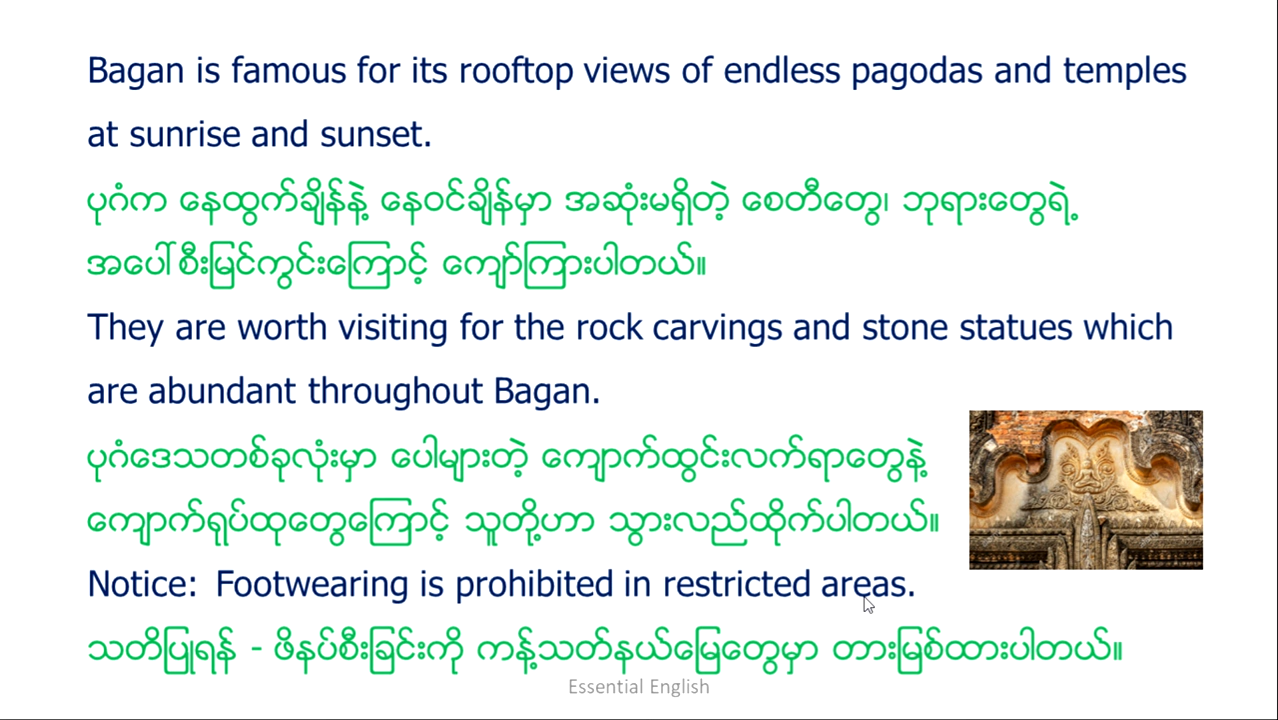 Bagan is famous for its rooftop views of endless pagodas and temples
at sunrise and sunset.
ပုဂံက နေထွက်ချိန်နဲ့ နေဝင်ချိန်မှာ အဆုံးမရှိတဲ့ စေတီတွေ၊ ဘုရားတွေရဲ့
အပေါ်စီးမြင်ကွင်းကြောင့် ကျော်ကြားပါတယ်။
They are worth visiting for the rock carvings and stone statues which
are abundant throughout Bagan.
ပုဂံဒေသတစ်ခုလုံးမှာ ပေါများတဲ့ ကျောက်ထွင်းလက်ရာတွေနဲ့
ကျောက်ရုပ်ထုတွေကြောင့် သူတို့ဟာ သွားလည်ထိုက်ပါတယ်။
Notice: Footwearing is prohibited in restricted areas.
သတိပြုရန် - ဖိနပ်စီးခြင်းကို ကန့်သတ်နယ်မြေတွေမှာ တားမြစ်ထားပါတယ်။
Essential English